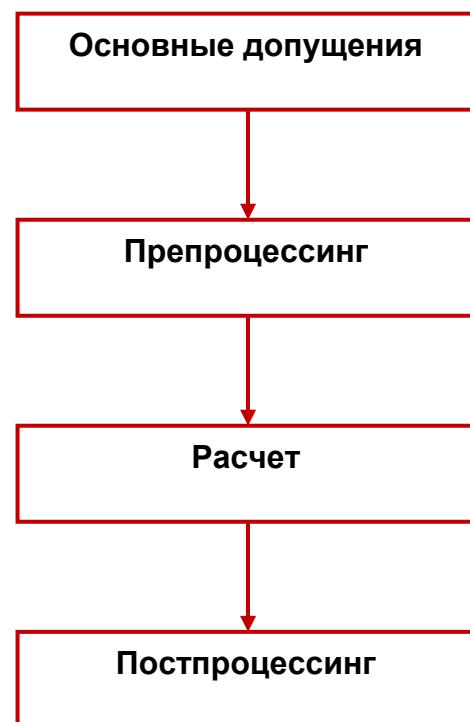 Основные допущения
Препроцессинг
Расчет
Постпроцессинг